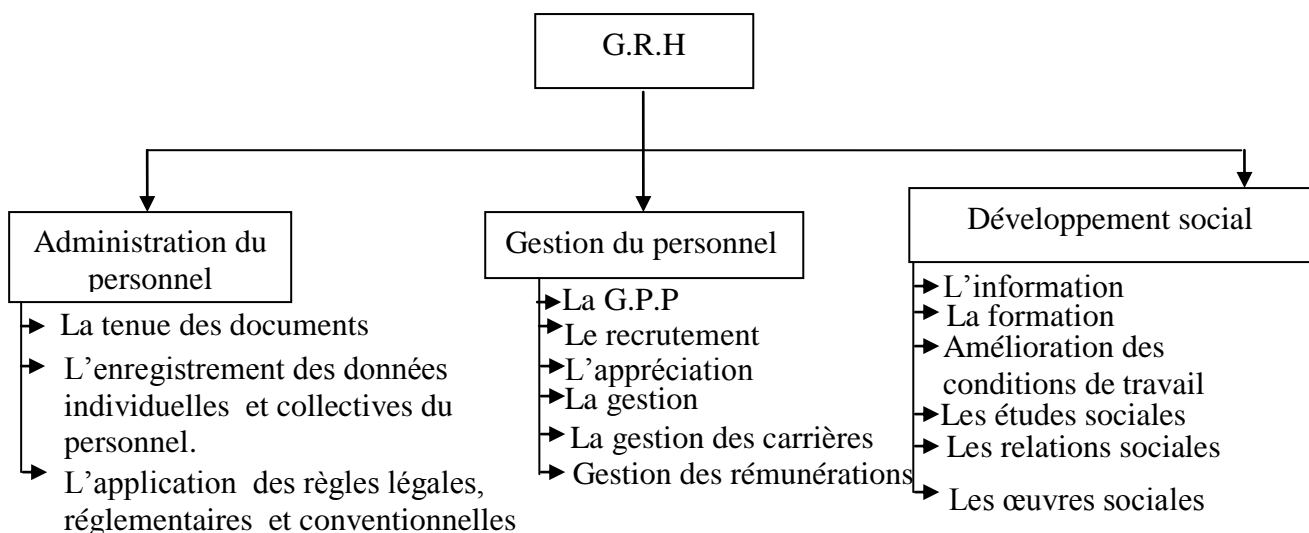 G.R.H
Administration du
personnel
La tenue des documents
L’enregistrement des données
individuelles et collectives du
personnel.
L’application des règles légales,
réglementaires et conventionnelles
Gestion du personnel
La G.P.P
Le recrutement
L’appréciation
La gestion
La gestion des carrières
Gestion des rémunérations
Développement social
L’information
La formation
Amélioration des
conditions de travail
Les études sociales
Les relations sociales
Les œuvres sociales